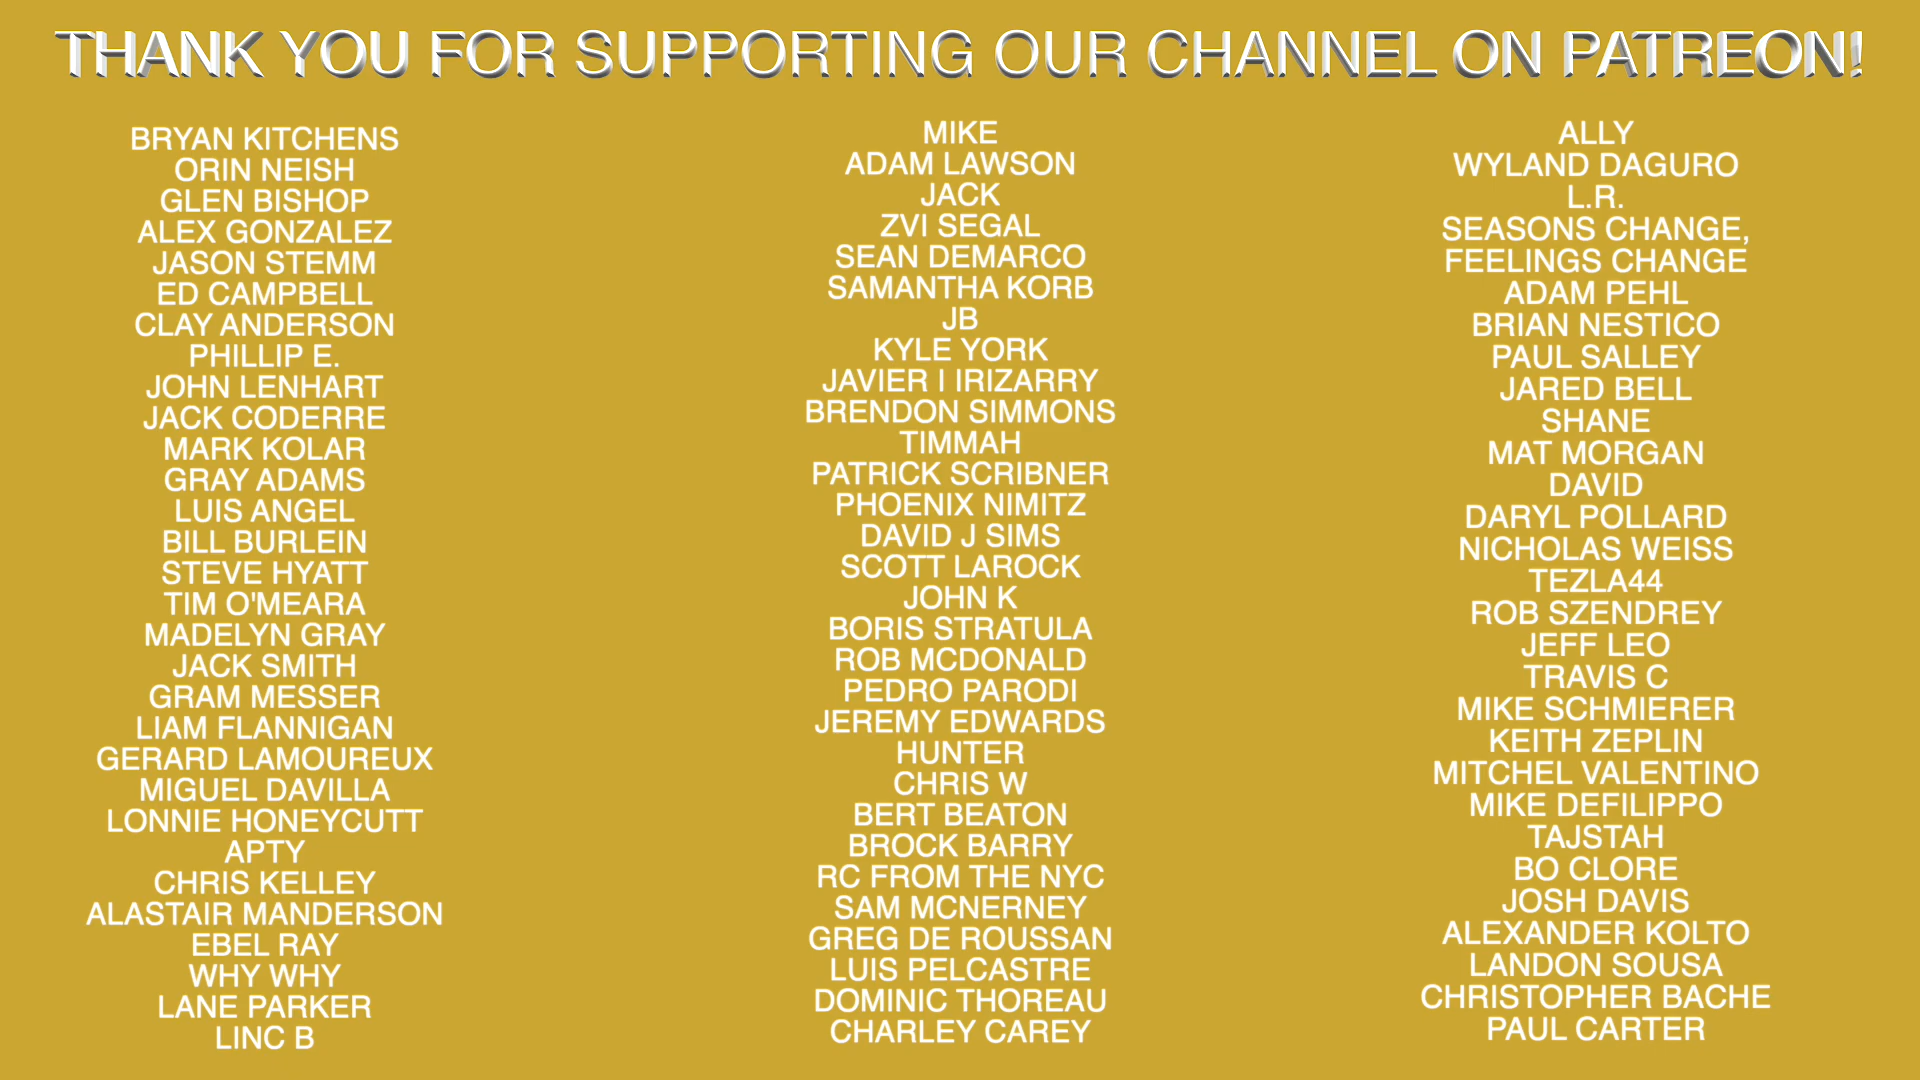 THANK YOU FOR SUPPORTING OUR CHANNEL ON PATREON!
BRYAN KITCHENS
ORIN NEISH
GLEN BISHOP
ALEX GONZALEZ
JASON STEMM
ED CAMPBELL
CLAY ANDERSON
PHILLIP E.
JOHN LENHART
JACK CODERRE
MARK KOLAR
GRAY ADAMS
LUIS ANGEL
BILL BURLEIN
STEVE HYATT
TIM O'MEARA
MADELYN GRAY
JACK SMITH
GRAM MESSER
LIAM FLANNIGAN
GERARD LAMOUREUX
MIGUEL DAVILLA
LONNIE HONEYCUTT
APTY
CHRIS KELLEY
ALASTAIR MANDERSON
EBEL RAY
WHY WHY
LANE PARKER
LINC B
MIKE
ADAM LAWSON
JACK
ZVI SEGAL
SEAN DEMARCO
SAMANTHA KORB
JB
KYLE YORK
JAVIER I IRIZARRY
BRENDON SIMMONS
TIMMAH
PATRICK SCRIBNER
PHOENIX NIMITZ
DAVID J SIMS
SCOTT LAROCK
JOHN K
BORIS STRATULA
ROB MCDONALD
PEDRO PARODI
JEREMY EDWARDS
HUNTER
CHRIS W
BERT BEATON
BROCK BARRY
RC FROM THE NYC
SAM MCNERNEY
GREG DE ROUSSAN
LUIS PELCASTRE
DOMINIC THOREAU
CHARLEY CAREY
ALLY
WYLAND DAGURO
L.R.
SEASONS CHANGE,
FEELINGS CHANGE
ADAM PEHL
BRIAN NESTICO
PAUL SALLEY
JARED BELL
SHANE
MAT MORGAN
DAVID
DARYL POLLARD
NICHOLAS WEISS
TEZLA44
ROB SZENDREY
JEFF LEO
TRAVIS C
MIKE SCHMIERER
KEITH ZEPLIN
MITCHEL VALENTINO
MIKE DEFILIPPO
TAJSTAH
BO CLORE
JOSH DAVIS
ALEXANDER KOLTO
LANDON SOUSA
CHRISTOPHER BACHE
PAUL CARTER